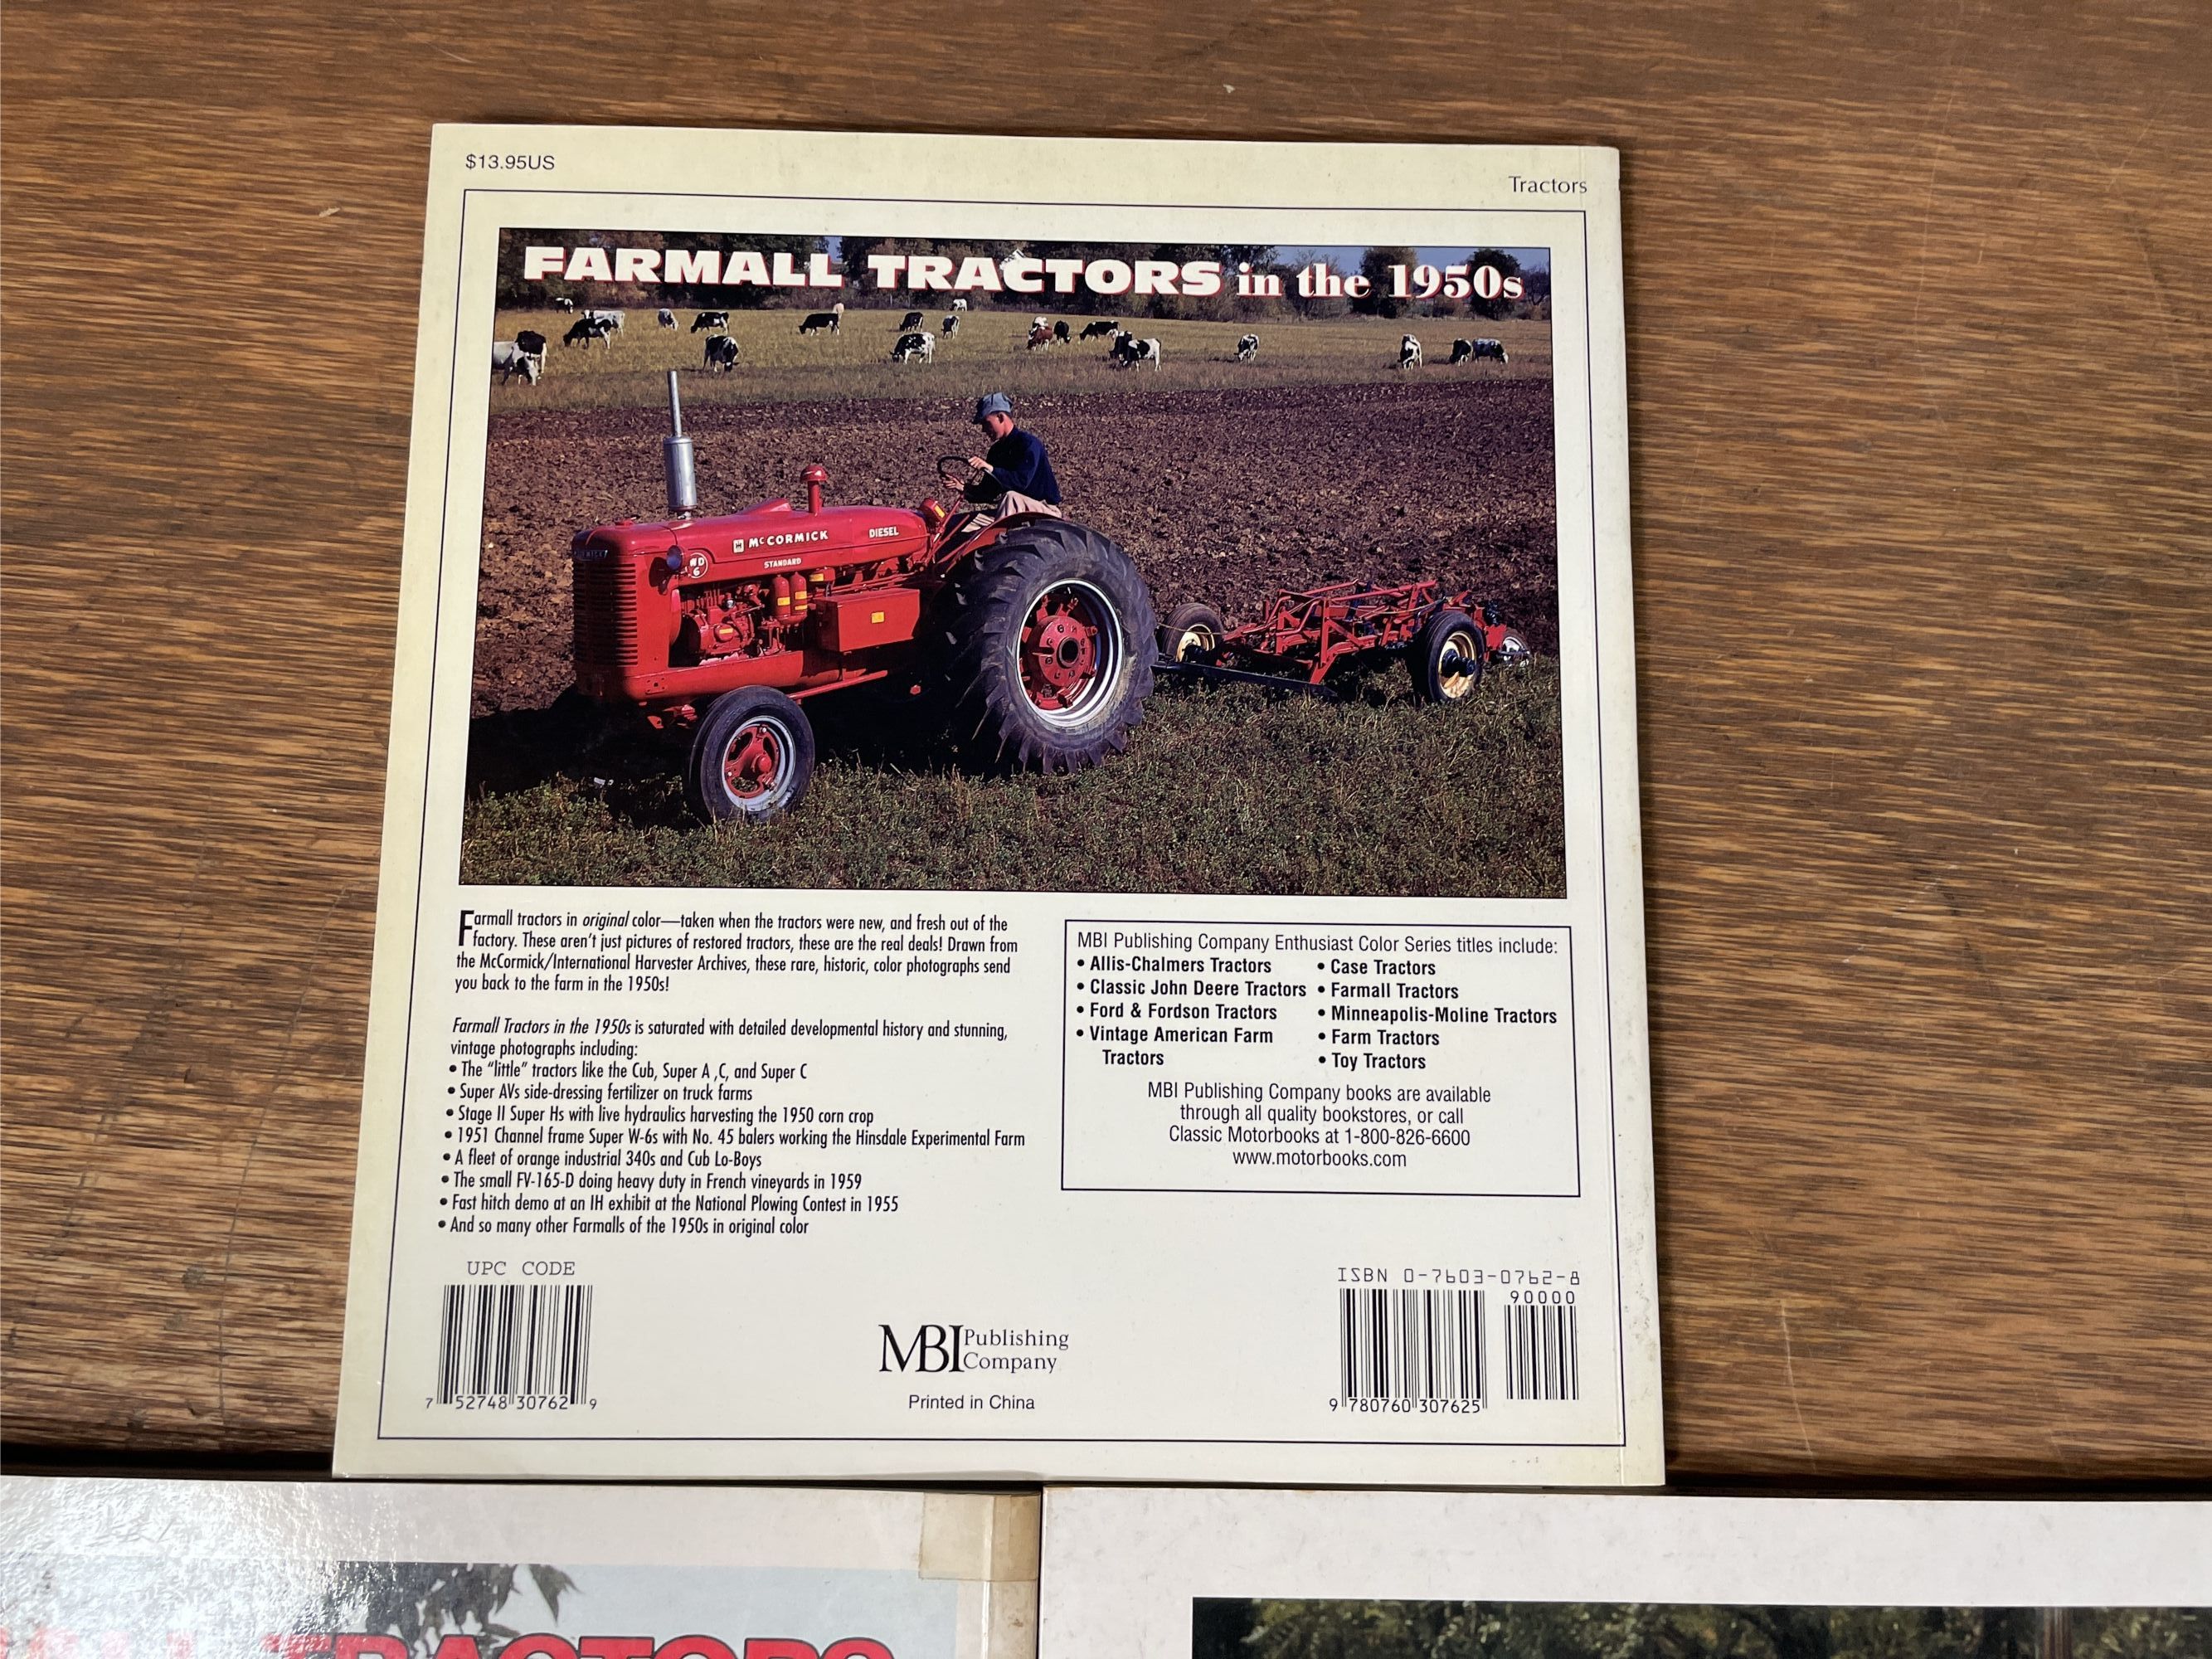 $13.95US
Tractors
FARMALL TRACTORS in the 1950s
McCORMICK
DIESEL
STANDARD
WD
6
Farmall tractors in original color—taken when the tractors were new, and fresh out of the
factory. These aren't just pictures of restored tractors, these are the real deals! Drawn from
the McCormick/International Harvester Archives, these rare, historic, color photographs send
you back to the farm in the 1950s!
Farmall Tractors in the 1950s is saturated with detailed developmental history and stunning,
vintage photographs including:
• The "little" tractors like the Cub, Super A ,C, and Super C
• Super AVs side-dressing fertilizer on truck farms
• Stage II Super Hs with live hydraulics harvesting the 1950 corn crop
• 1951 Channel frame Super W-6s with No. 45 balers working the Hinsdale Experimental Farm
• A fleet of orange industrial 340s and Cub Lo-Boys
• The small FV-165-D doing heavy duty in French vineyards in 1959
• Fast hitch demo at an IH exhibit at the National Plowing Contest in 1955
• And so many other Farmalls of the 1950s in original color
MBI Publishing Company Enthusiast Color Series titles include:
• Allis-Chalmers Tractors
• Classic John Deere Tractors
• Ford & Fordson Tractors
• Vintage American Farm
Tractors
• Case Tractors
• Farmall Tractors
• Minneapolis-Moline Tractors
• Farm Tractors
• Toy Tractors
MBI Publishing Company books are available
through all quality bookstores, or call
Classic Motorbooks at 1-800-826-6600
www.motorbooks.com
UPC CODE
7 52748 30762 9
MBI Publishing
Company
Printed in China
ISBN 0-7603-0762-8
90000
9 780760 307625
TRACTORS